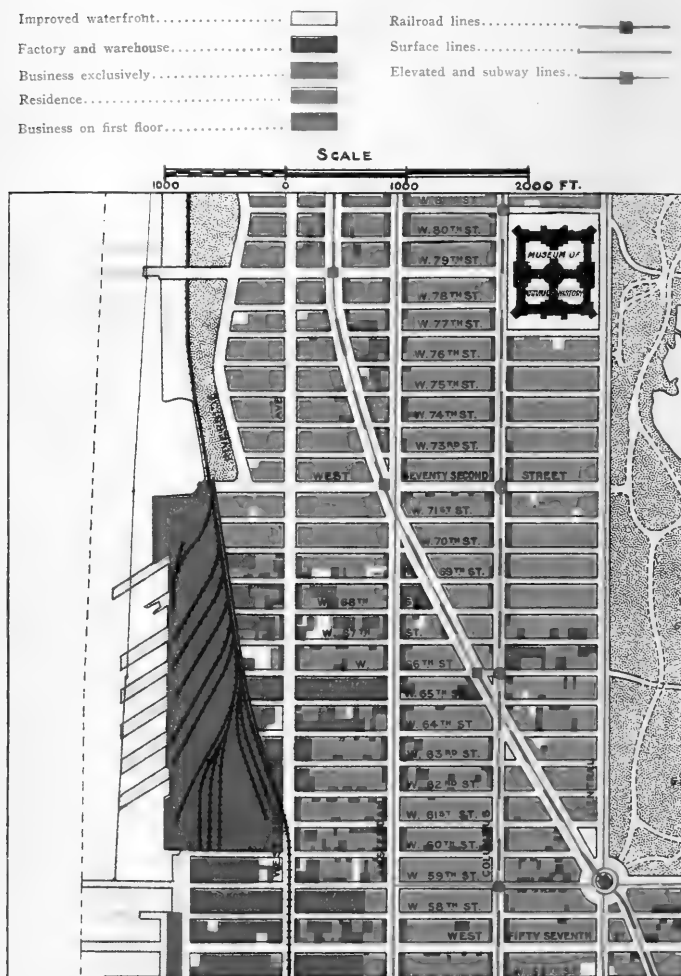 Improved waterfront
Factory and warehouse
Business exclusively
Residence
Business on first floor
Railroad lines
Surface lines
Elevated and subway lines
SCALE
1000 0 1000 2000 FT.
W. 80TH ST.
MUSEUM OF
W. 79TH ST.
W. 78TH ST.
W. 77TH ST.
W. 76TH ST.
W. 75TH ST.
AVE
W. 74TH ST.
W. 73RD ST.
WEST SEVENTY SECOND STREET
W. 71ST ST.
W. 70TH ST.
69TH ST.
W. 68TH S
W. 67TH ST.
W. 66TH ST.
W. 65TH ST.
W. 64TH ST.
W. 63RD ST.
W. 62ND ST.
CENTRAL
W. 61ST ST.
COLUMBUS
W. 60TH ST.
W. 59TH ST.
W. 58TH ST.
WEST FIFTY SEVENTH